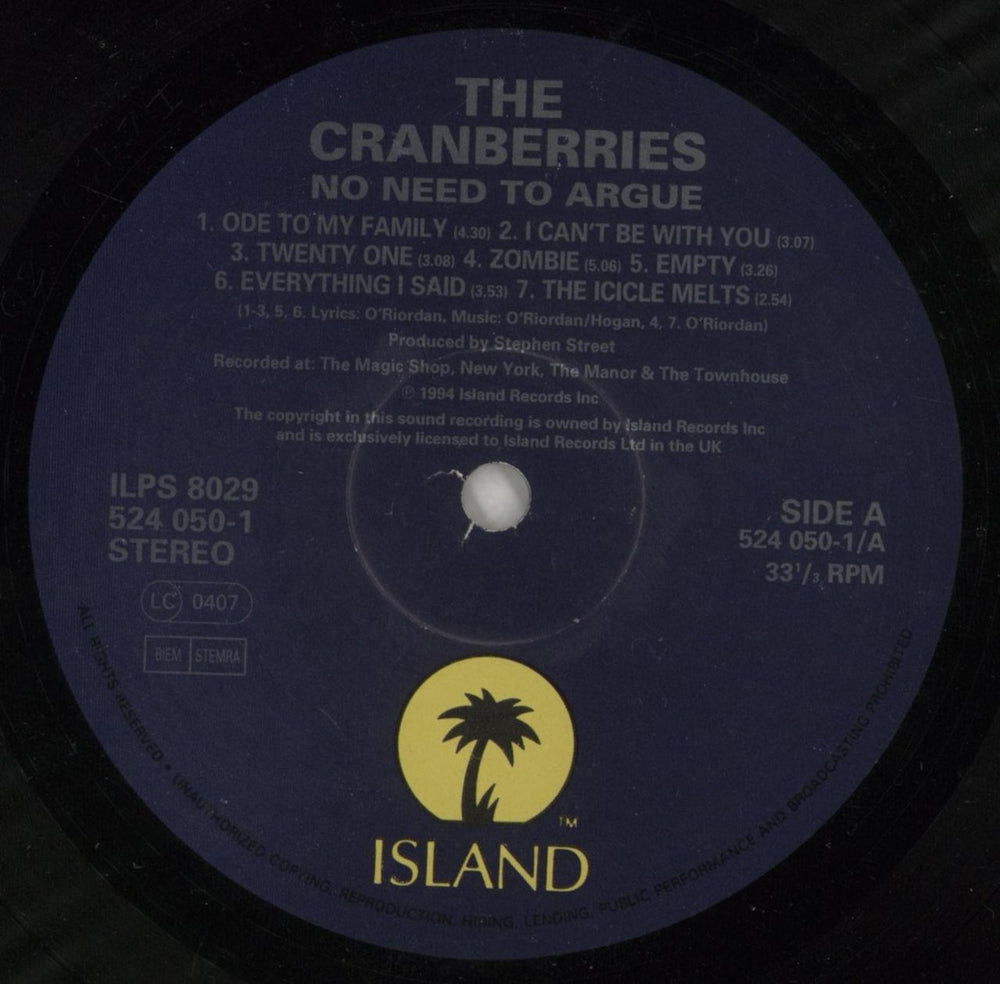 THE
CRANBERRIES
NO NEED TO ARGUE
1. ODE TO MY FAMILY (4.30) 2. I CAN'T BE WITH YOU (3.07)
3. TWENTY ONE (3.08) 4. ZOMBIE (5.06) 5. EMPTY (3.26)
6. EVERYTHING I SAID (3.53) 7. THE ICICLE MELTS (2.54)
(1-3, 5, 6. Lyrics: O'Riordan, Music: O'Riordan/Hogan, 4, 7. O'Riordan)
Produced by Stephen Street
Recorded at: The Magic Shop, New York, The Manor & The Townhouse
℗ 1994 Island Records Inc
The copyright in this sound recording is owned by Island Records Inc
and is exclusively licensed to Island Records Ltd in the UK
ILPS 8029
524 050-1
STEREO
LC 0407
BIEM STEMRA
SIDE A
524 050-1/A
33 1/3 RPM
TM
ISLAND
ALL RIGHTS RESERVED • UNAUTHORIZED COPYING, REPRODUCTION, HIRING, LENDING, PUBLIC PERFORMANCE AND BROADCASTING PROHIBITED